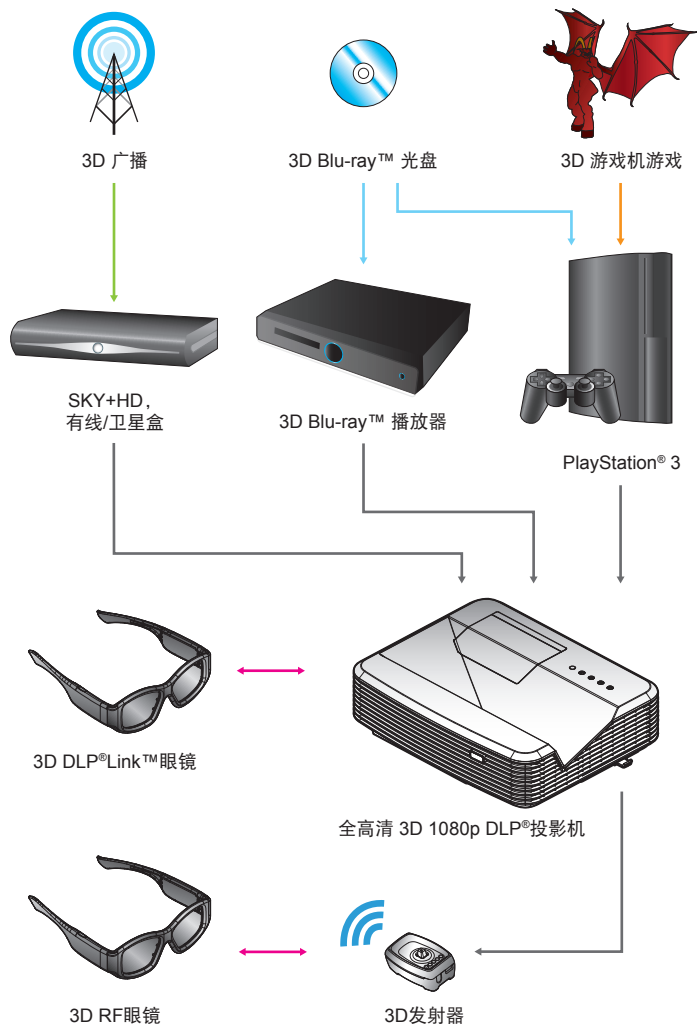 3D 广播
3D Blu-ray™ 光盘
3D 游戏机游戏
SKY+HD，
有线/卫星盒
3D Blu-ray™ 播放器
PlayStation® 3
3D DLP®Link™眼镜
全高清 3D 1080p DLP®投影机
3D RF眼镜
3D发射器